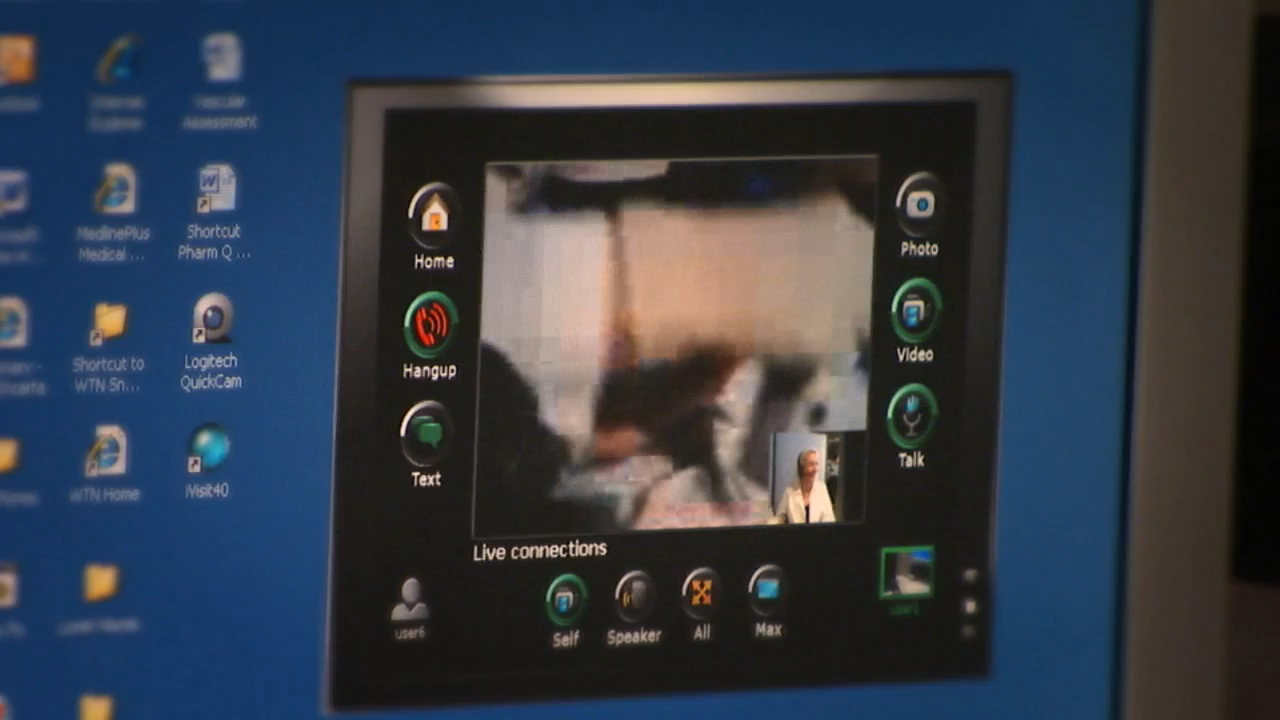 Internet
Explorer
Vascular
Assessment
MedlinePlus
Medical ...
Shortcut
Pharm Q ...
Shortcut to
WTN Sn...
Logitech
QuickCam
WTN Home
iVisit40
Home
Hangup
Text
Photo
Video
Talk
Live connections
user6
Self
Speaker
All
Max